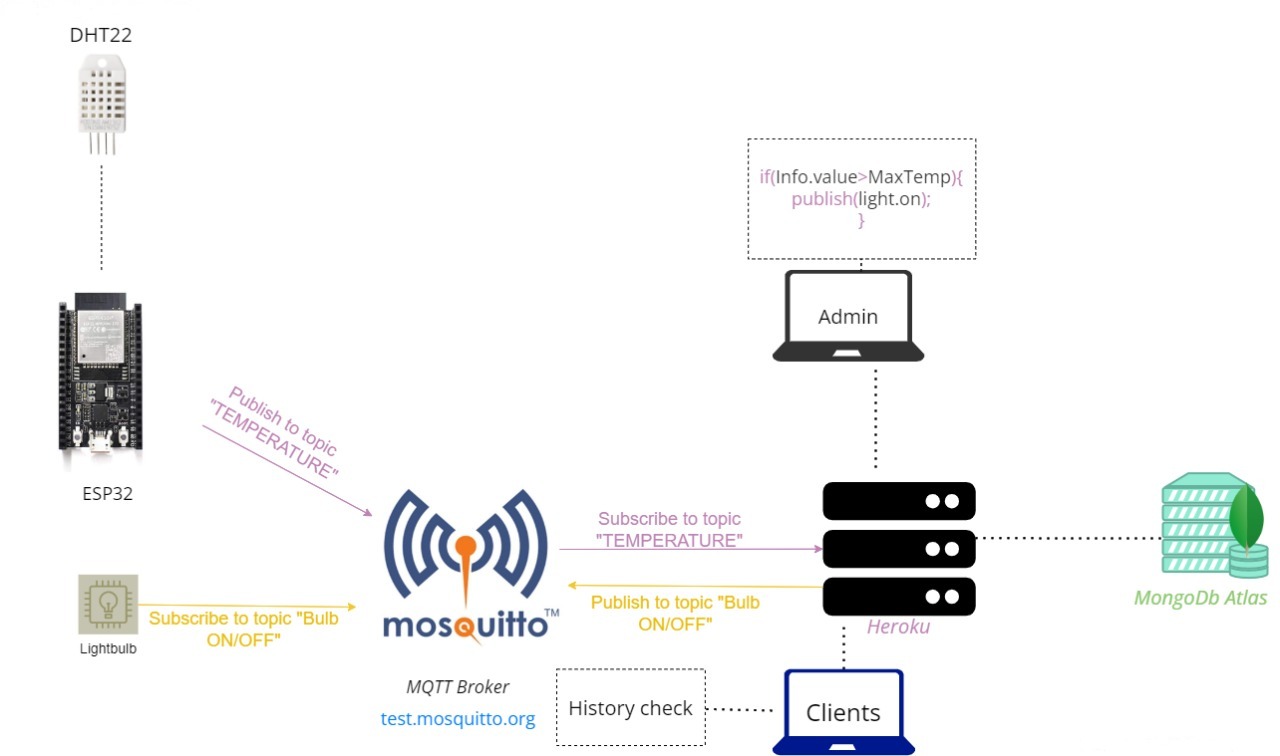 DHT22
if(Info.value>MaxTemp){
publish(light.on);
}
Admin
Publish to topic
"TEMPERATURE"
ESP32
Subscribe to topic
"TEMPERATURE"
Publish to topic "Bulb
ON/OFF"
Heroku
MongoDb Atlas
Subscribe to topic "Bulb
ON/OFF"
Lightbulb
mosquitto™
MQTT Broker
test.mosquitto.org
History check
Clients